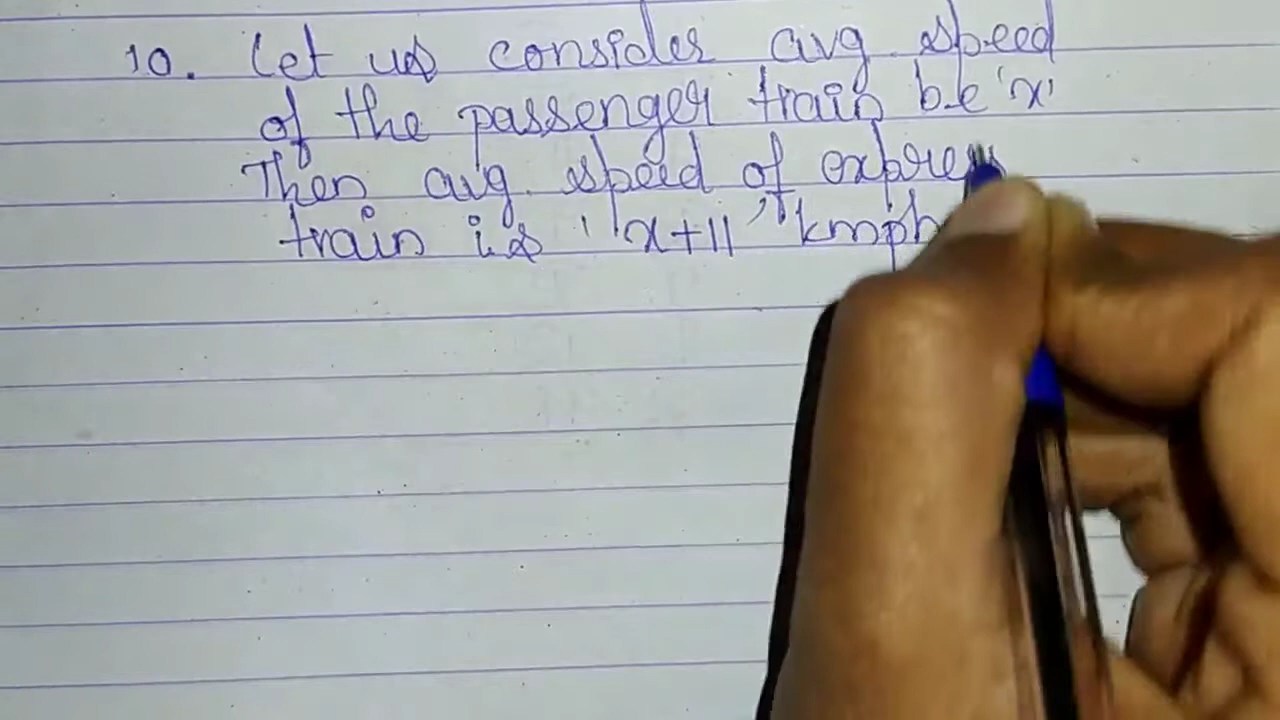 10. Let us consider avg. speed
of the passenger train be 'x'
Then avg. speed of express
train is 'x+11' kmph